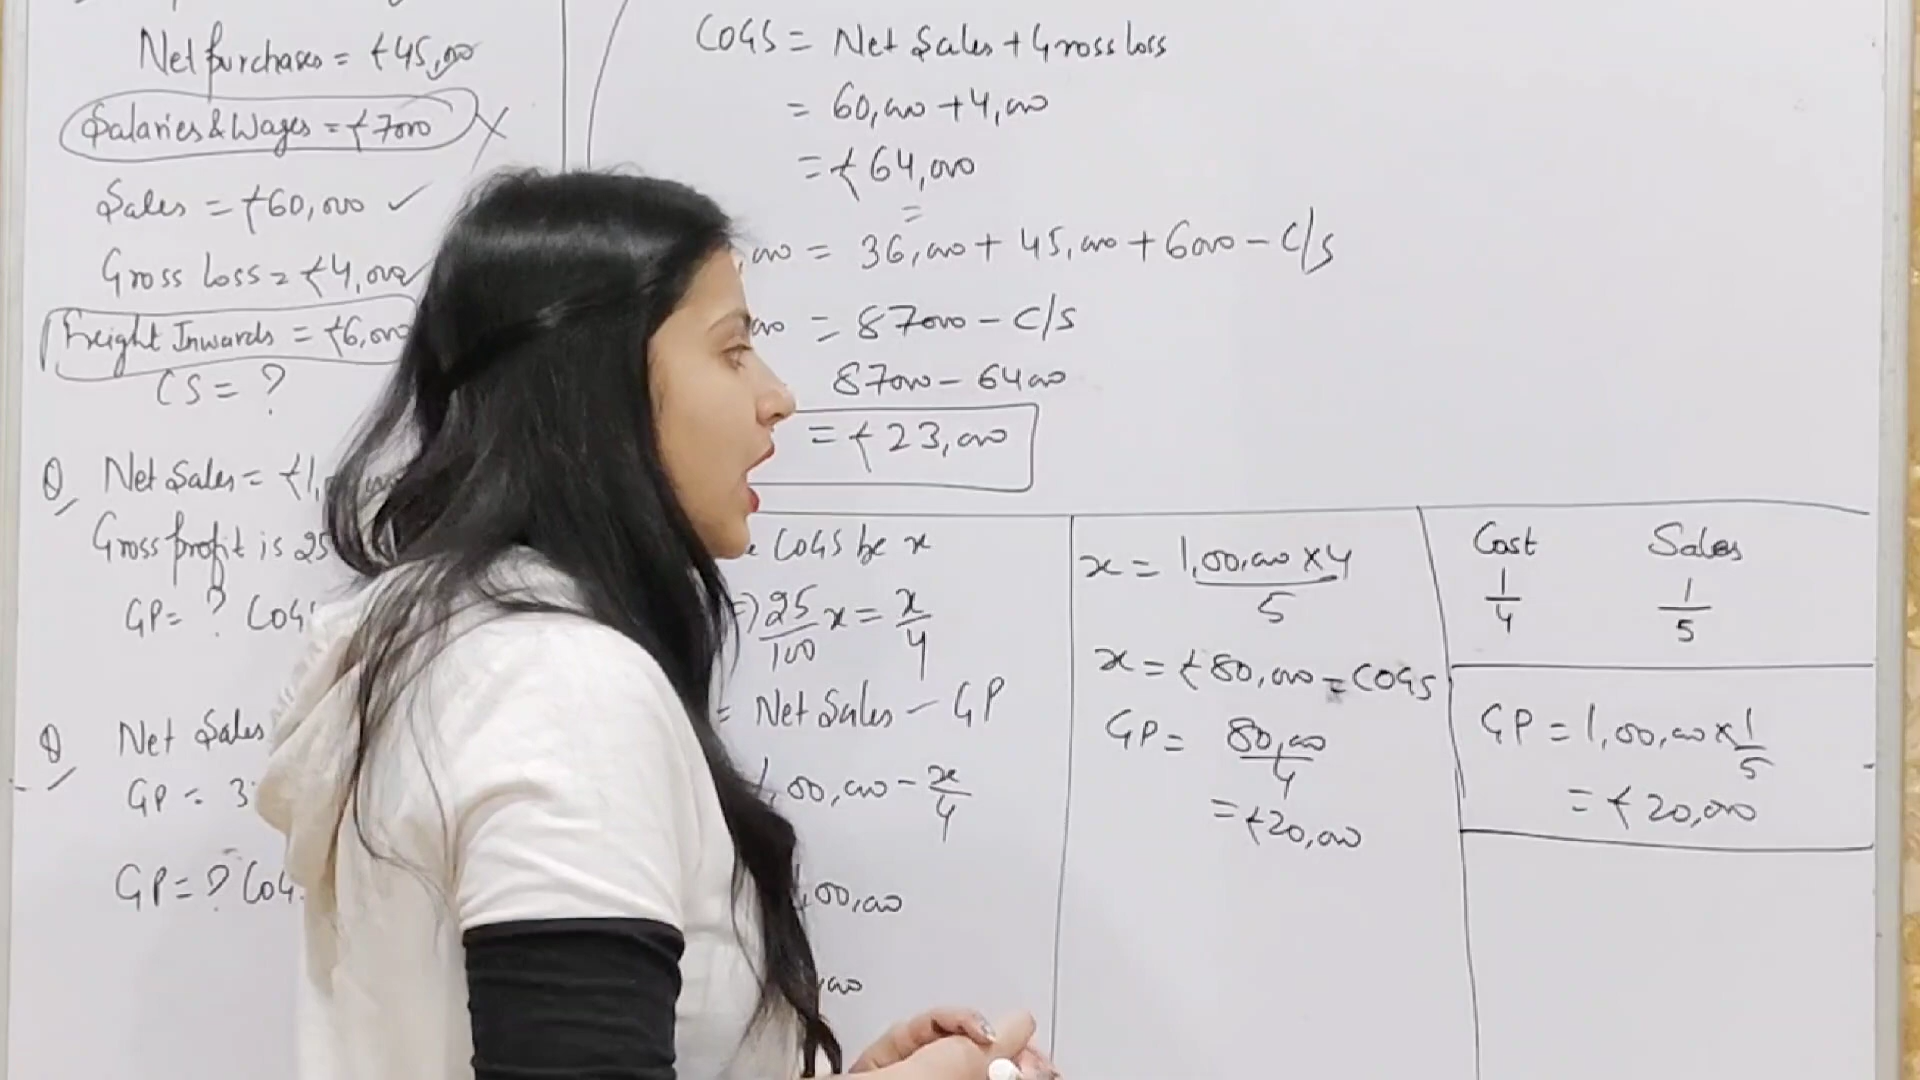 Net purchases = ₹45,000
Salaries & Wages = ₹7000
Sales = ₹60,000 ✓
Gross Loss = ₹4,000
Freight Inwards = ₹6,000
CS = ?
Q, Net Sales = ₹1,
Gross profit is 25
GP = ? COGS
Q, Net Sales
GP = 3
GP = ? COG
COGS = Net Sales + Gross loss
= 60,000 + 4,000
= ₹64,000
,000 = 36,000 + 45,000 + 6000 - C/S
000 = 87000 - C/S
87000 - 64000
= ₹23,000
COGS be x
25/100 x = x/4
= Net Sales - GP
1,00,000 - x/4
1,00,000
,000
x = 1,00,000 × 4 / 5
x = ₹80,000 = COGS
GP = 80,000/4
= ₹20,000
Cost Sales
1/4 1/5
GP = 1,00,000 × 1/5
= ₹20,000